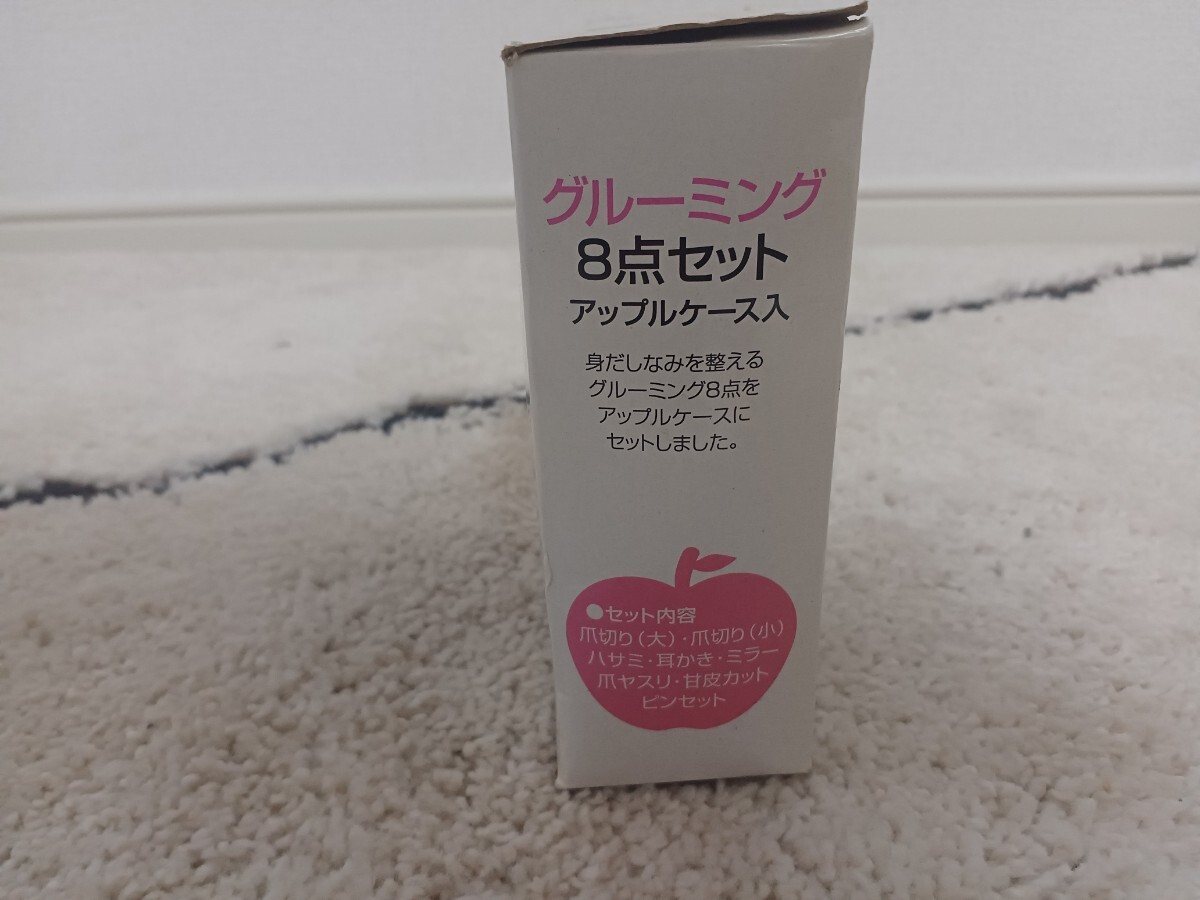 グルーミング
8点セット
アップルケース入
身だしなみを整える
グルーミング8点を
アップルケースに
セットしました。
●セット内容
爪切り(大)・爪切り(小)
ハサミ・耳かき・ミラー
爪ヤスリ・甘皮カット
ピンセット